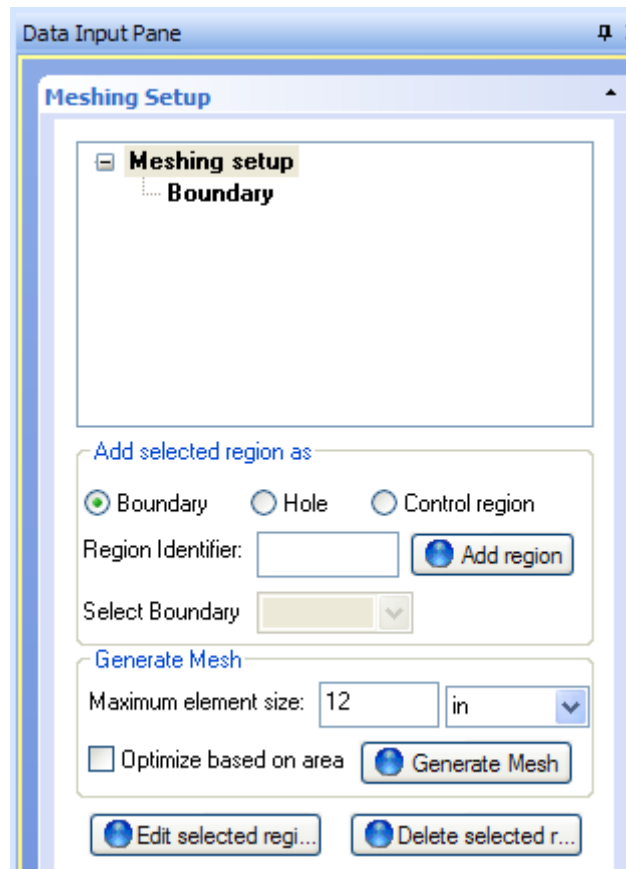 Data Input Pane
Meshing Setup
Meshing setup
Boundary
Add selected region as
Boundary Hole Control region
Region Identifier: Add region
Select Boundary
Generate Mesh
Maximum element size: 12 in
Optimize based on area Generate Mesh
Edit selected regi... Delete selected r...